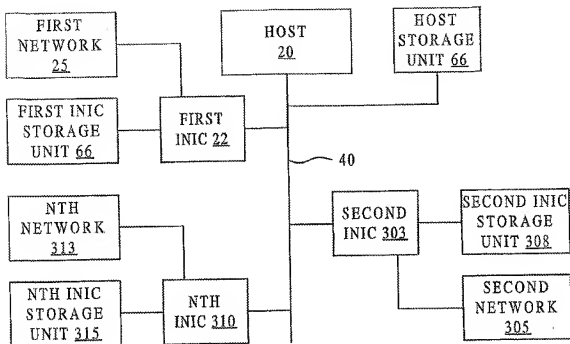 FIRST
NETWORK
25
HOST
20
HOST
STORAGE
UNIT 66
FIRST INIC
STORAGE
UNIT 66
FIRST
INIC 22
40
NTH
NETWORK
313
SECOND
INIC 303
SECOND INIC
STORAGE
UNIT 308
NTH INIC
STORAGE
UNIT 315
NTH
INIC 310
SECOND
NETWORK
305